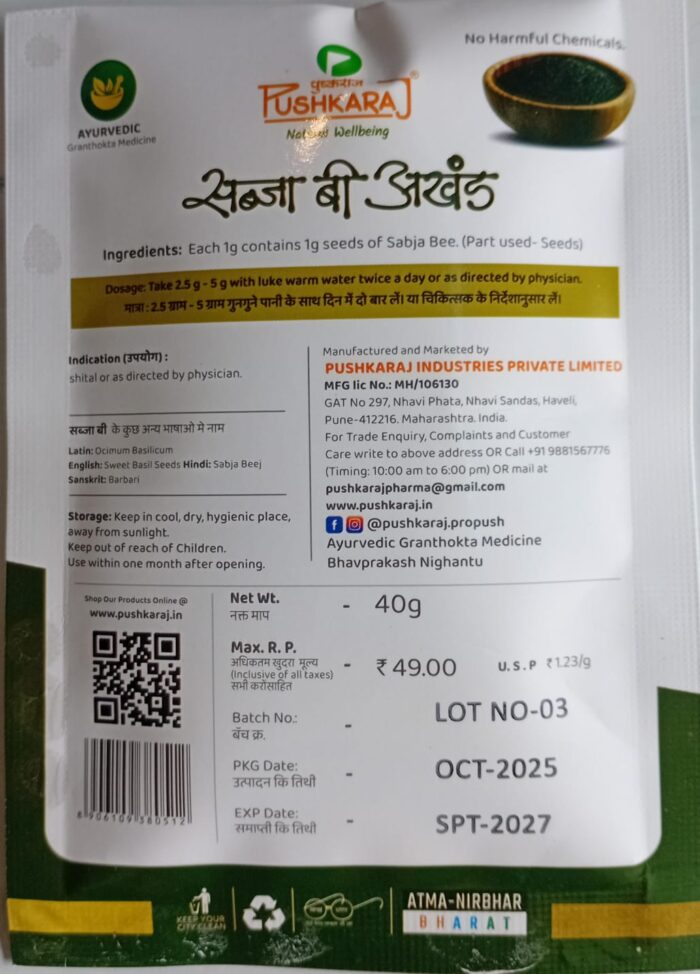 No Harmful Chemicals.
पुष्कराज
PUSHKARAJ®
Natural Wellbeing
AYURVEDIC
Granthokta Medicine
सब्जा बी अखंड
Ingredients: Each 1g contains 1g seeds of Sabja Bee. (Part used- Seeds)
Dosage: Take 2.5 g - 5 g with luke warm water twice a day or as directed by physician.
मात्रा : 2.5 ग्राम - 5 ग्राम गुनगुने पानी के साथ दिन में दो बार लें। या चिकित्सक के निर्देशानुसार लें।
Indication (उपयोग) :
shital or as directed by physician.
सब्जा बी के कुछ अन्य भाषाओ मे नाम
Latin: Ocimum Basilicum
English: Sweet Basil Seeds Hindi: Sabja Beej
Sanskrit: Barbari
Storage: Keep in cool, dry, hygienic place,
away from sunlight.
Keep out of reach of Children.
Use within one month after opening.
Manufactured and Marketed by
PUSHKARAJ INDUSTRIES PRIVATE LIMITED
MFG lic No.: MH/106130
GAT No 297, Nhavi Phata, Nhavi Sandas, Haveli,
Pune-412216. Maharashtra. India.
For Trade Enquiry, Complaints and Customer
Care write to above address OR Call +91 9881567776
(Timing: 10:00 am to 6:00 pm) OR mail at
pushkarajpharma@gmail.com
www.pushkaraj.in
@pushkaraj.propush
Ayurvedic Granthokta Medicine
Bhavprakash Nighantu
Shop Our Products Online @
www.pushkaraj.in
8 906109 380512
Net Wt. - 40g
नक्त माप
Max. R. P.
अधिकतम खुदरा मूल्य - ₹ 49.00 U.S.P ₹1.23/g
(Inclusive of all taxes)
सभी करोसाहित
Batch No.: - LOT NO-03
बॅच क्र.
PKG Date: - OCT-2025
उत्पादन कि तिथी
EXP Date: - SPT-2027
समाप्ती कि तिथी
KEEP YOUR
CITY CLEAN
ATMA-NIRBHAR
BHARAT